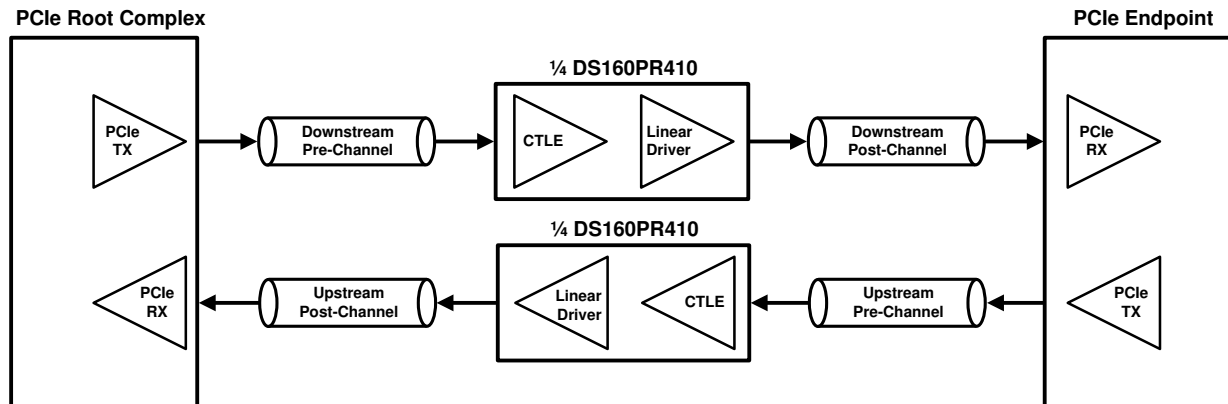 PCIe Root Complex
PCIe Endpoint
¼ DS160PR410
PCIe
TX
Downstream
Pre-Channel
CTLE
Linear
Driver
Downstream
Post-Channel
PCIe
RX
¼ DS160PR410
PCIe
RX
Upstream
Post-Channel
Linear
Driver
CTLE
Upstream
Pre-Channel
PCIe
TX